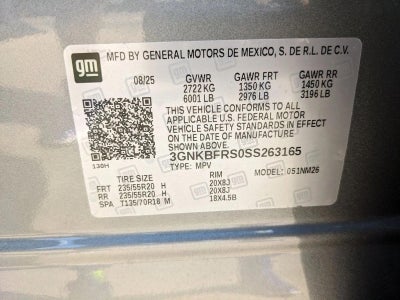 gm
MFD BY GENERAL MOTORS DE MEXICO, S. DE R.L. DE C.V.
08/25 GVWR GAWR FRT GAWR RR
2722 KG 1350 KG 1450 KG
6001 LB 2976 LB 3196 LB
THIS VEHICLE CONFORMS TO ALL
APPLICABLE U.S. FEDERAL MOTOR
VEHICLE SAFETY STANDARDS IN EFFECT
ON THE DATE OF MANUFACTURE
SHOWN ABOVE.
3GNKBFRS0SS263165
138H TYPE: MPV MODEL: 051NM26
TIRE SIZE RIM
FRT 235/55R20 H 20X8J
RR 235/55R20 H 20X8J
SPA T135/70R18 M 18X4.5B